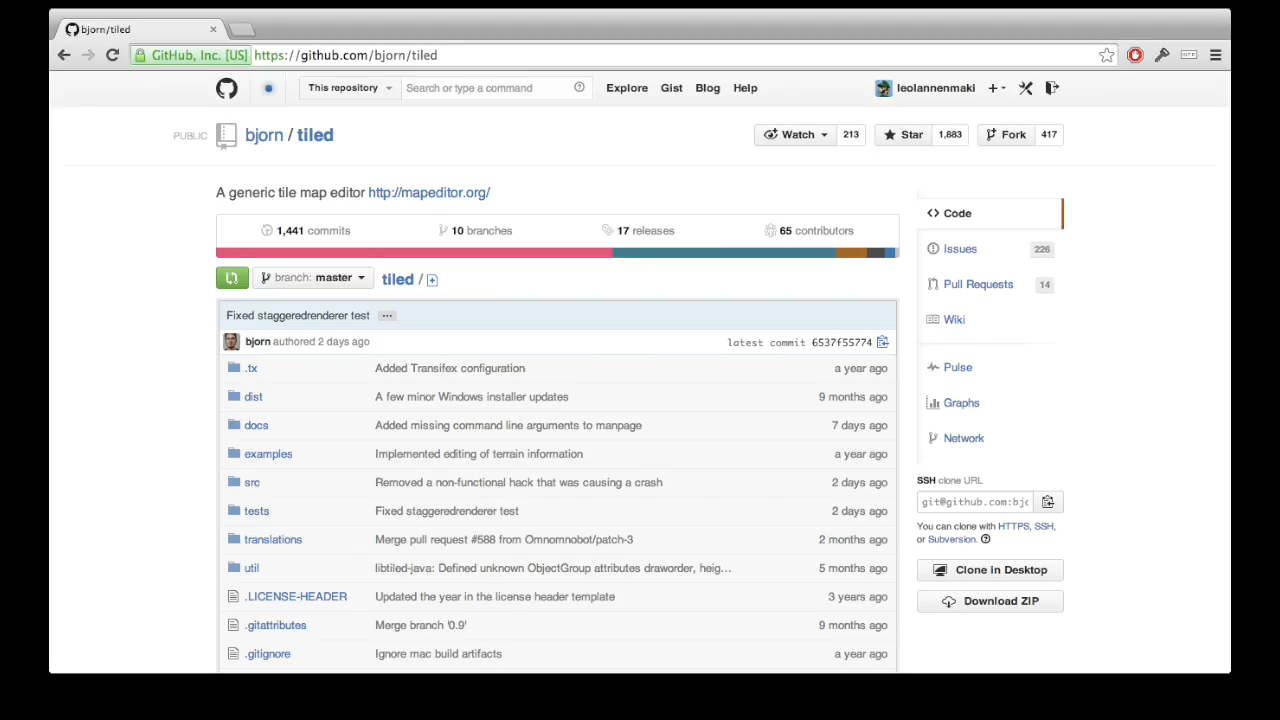 bjorn/tiled
GitHub, Inc. [US] https://github.com/bjorn/tiled
This repository Search or type a command Explore Gist Blog Help leolannenmaki
PUBLIC bjorn / tiled Watch 213 Star 1,883 Fork 417
A generic tile map editor http://mapeditor.org/
1,441 commits 10 branches 17 releases 65 contributors
branch: master tiled /
Fixed staggeredrenderer test
bjorn authored 2 days ago latest commit 6537f55774
.tx Added Transifex configuration a year ago
dist A few minor Windows installer updates 9 months ago
docs Added missing command line arguments to manpage 7 days ago
examples Implemented editing of terrain information a year ago
src Removed a non-functional hack that was causing a crash 2 days ago
tests Fixed staggeredrenderer test 2 days ago
translations Merge pull request #588 from Omnomnobot/patch-3 2 months ago
util libtiled-java: Defined unknown ObjectGroup attributes draworder, heig… 5 months ago
.LICENSE-HEADER Updated the year in the license header template 3 years ago
.gitattributes Merge branch '0.9' 9 months ago
.gitignore Ignore mac build artifacts a year ago
Code
Issues 226
Pull Requests 14
Wiki
Pulse
Graphs
Network
SSH clone URL
git@github.com:bjo
You can clone with HTTPS, SSH,
or Subversion.
Clone in Desktop
Download ZIP